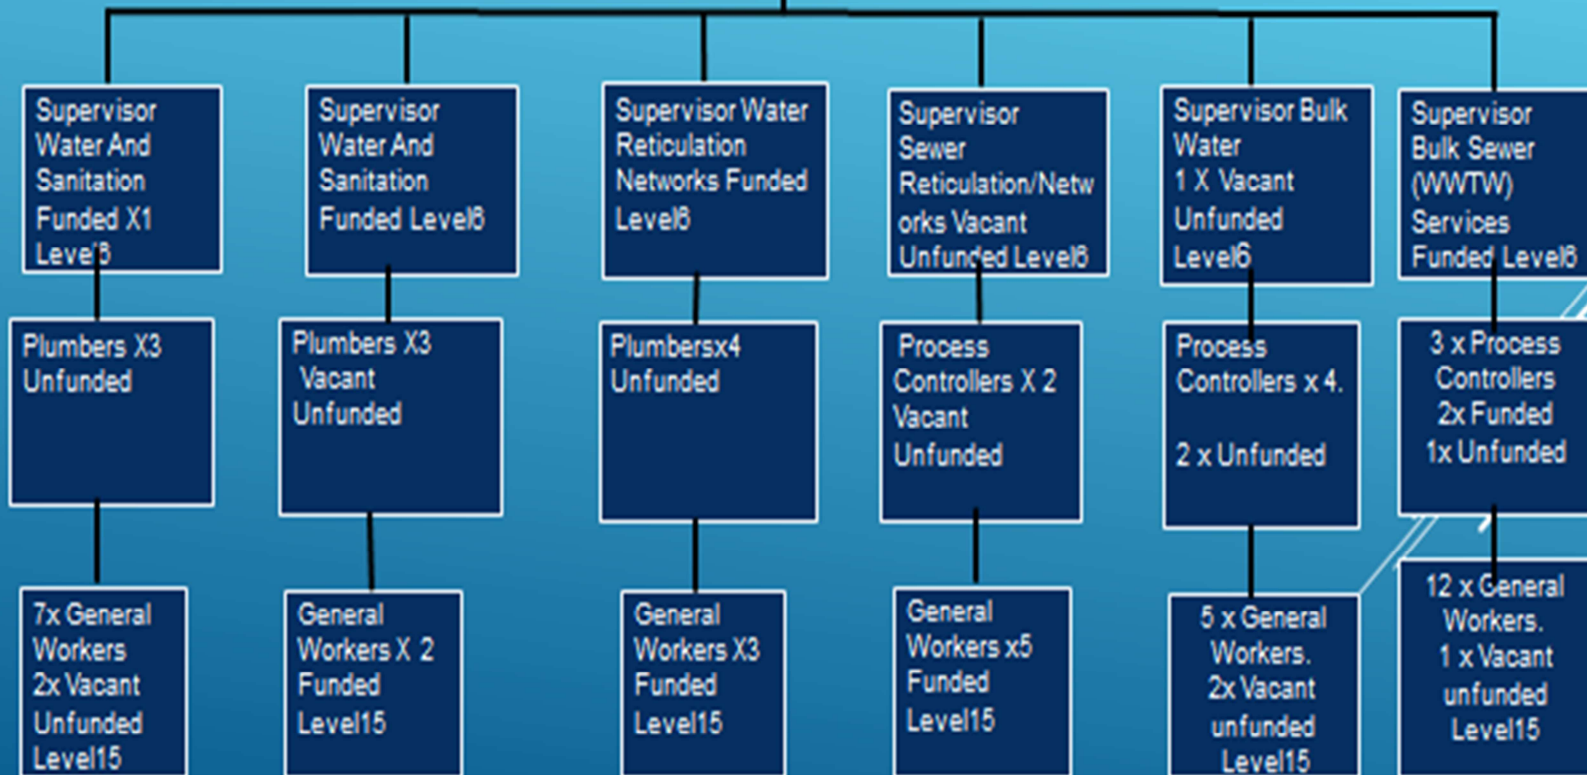 Supervisor
Water And
Sanitation
Funded X1
Level6
Supervisor
Water And
Sanitation
Funded Level6
Supervisor Water
Reticulation
Networks Funded
Level6
Supervisor
Sewer
Reticulation/Netw
orks Vacant
Unfunded Level6
Supervisor Bulk
Water
1 X Vacant
Unfunded
Level6
Supervisor
Bulk Sewer
(WWTW)
Services
Funded Level6
Plumbers X3
Unfunded
Plumbers X3
Vacant
Unfunded
Plumbersx4
Unfunded
Process
Controllers X 2
Vacant
Unfunded
Process
Controllers x 4.
2 x Unfunded
3 x Process
Controllers
2x Funded
1x Unfunded
7x General
Workers
2x Vacant
Unfunded
Level15
General
Workers X 2
Funded
Level15
General
Workers X3
Funded
Level15
General
Workers x5
Funded
Level15
5 x General
Workers.
2x Vacant
unfunded
Level15
12 x General
Workers.
1 x Vacant
unfunded
Level15